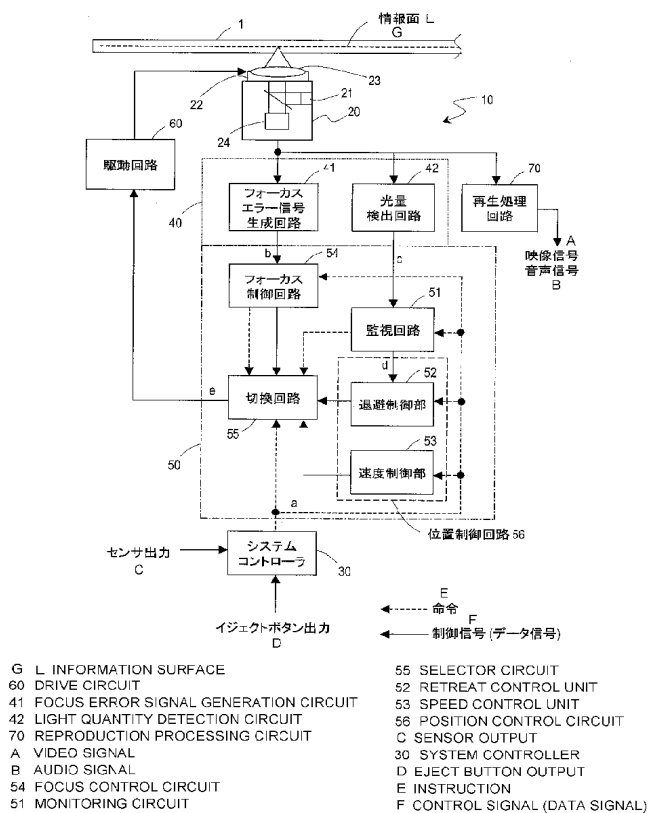 1
情報面 L
G
22
23
21
20
24
10
60
駆動回路
41
42
70
40
フォーカス
エラー信号
生成回路
光量
検出回路
再生処理
回路
A
映像信号
音声信号
B
b
54
c
フォーカス
制御回路
51
監視回路
d
52
e
切換回路
退避制御部
55
53
50
速度制御部
a
位置制御回路 56
センサ出力
C
システム
コントローラ
30
イジェクトボタン出力
D
E
命令
F
制御信号 (データ信号)
G L INFORMATION SURFACE
60 DRIVE CIRCUIT
41 FOCUS ERROR SIGNAL GENERATION CIRCUIT
42 LIGHT QUANTITY DETECTION CIRCUIT
70 REPRODUCTION PROCESSING CIRCUIT
A VIDEO SIGNAL
B AUDIO SIGNAL
54 FOCUS CONTROL CIRCUIT
51 MONITORING CIRCUIT
55 SELECTOR CIRCUIT
52 RETREAT CONTROL UNIT
53 SPEED CONTROL UNIT
56 POSITION CONTROL CIRCUIT
C SENSOR OUTPUT
30 SYSTEM CONTROLLER
D EJECT BUTTON OUTPUT
E INSTRUCTION
F CONTROL SIGNAL (DATA SIGNAL)